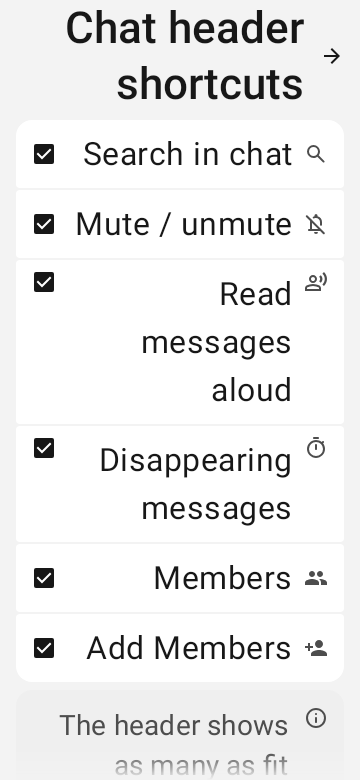 Chat header
shortcuts
Search in chat
Mute / unmute
Read
messages
aloud
Disappearing
messages
Members
Add Members
The header shows
as many as fit